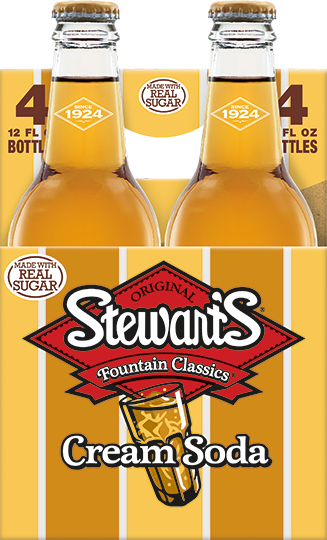 4
12 FL OZ
BOTTLES
SINCE
1924
MADE WITH
REAL
SUGAR
SINCE
1924
4
FL OZ
TTLES
MADE WITH
REAL
SUGAR
ORIGINAL
Stewart's
Fountain Classics
Cream Soda